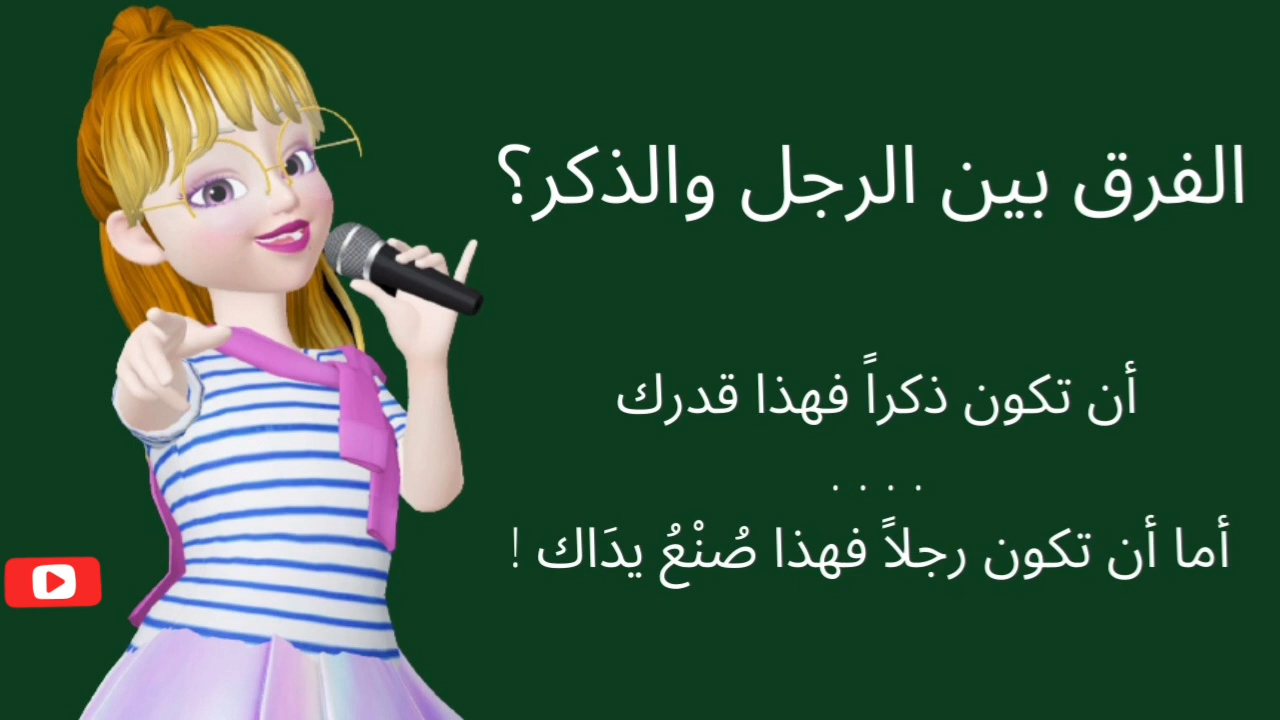 الفرق بين الرجل والذكر؟
أن تكون ذكراً فهذا قدرك
. . . .
أما أن تكون رجلاً فهذا صُنْعُ يدَاك !